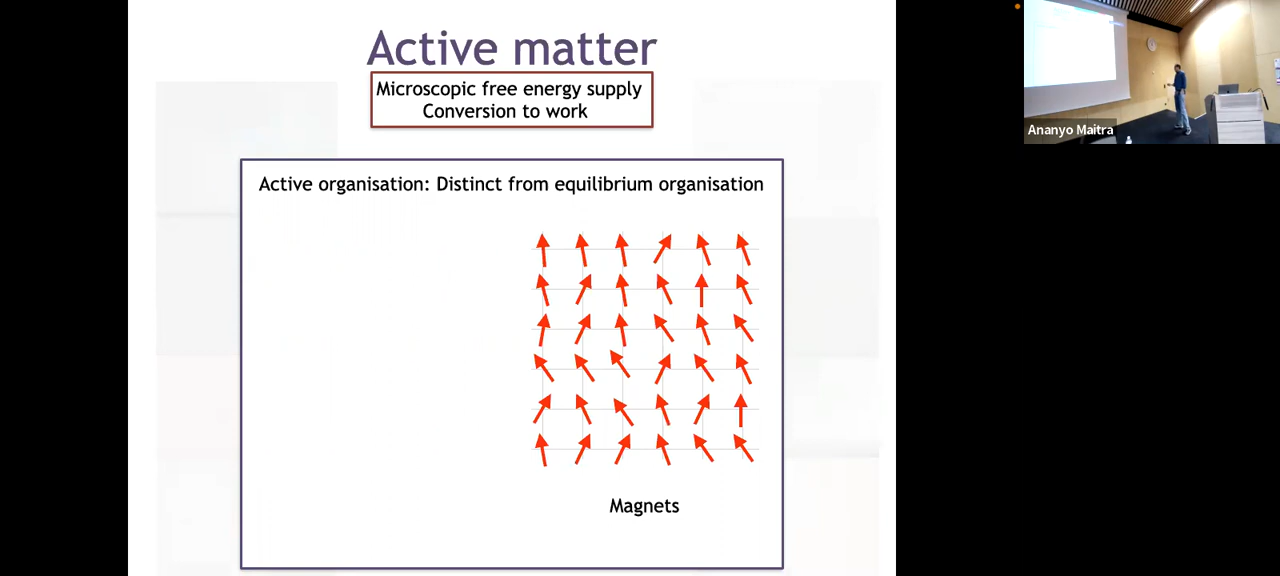 Active matter
Microscopic free energy supply
Conversion to work
Active organisation: Distinct from equilibrium organisation
Magnets
Ananyo Maitra